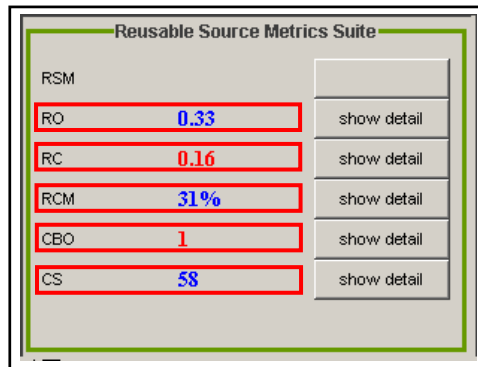 Reusable Source Metrics Suite
RSM
RO 0.33 show detail
RC 0.16 show detail
RCM 31% show detail
CBO 1 show detail
CS 58 show detail